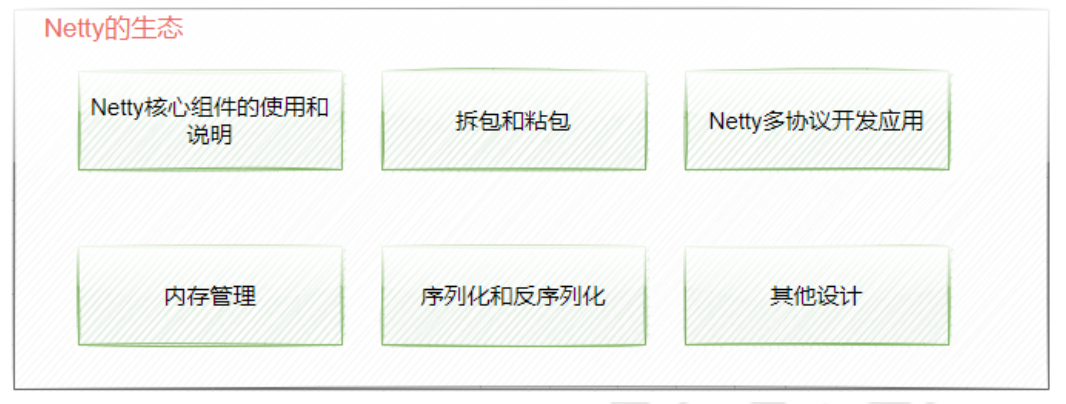 Netty的生态
Netty核心组件的使用和
说明
拆包和粘包
Netty多协议开发应用
内存管理
序列化和反序列化
其他设计